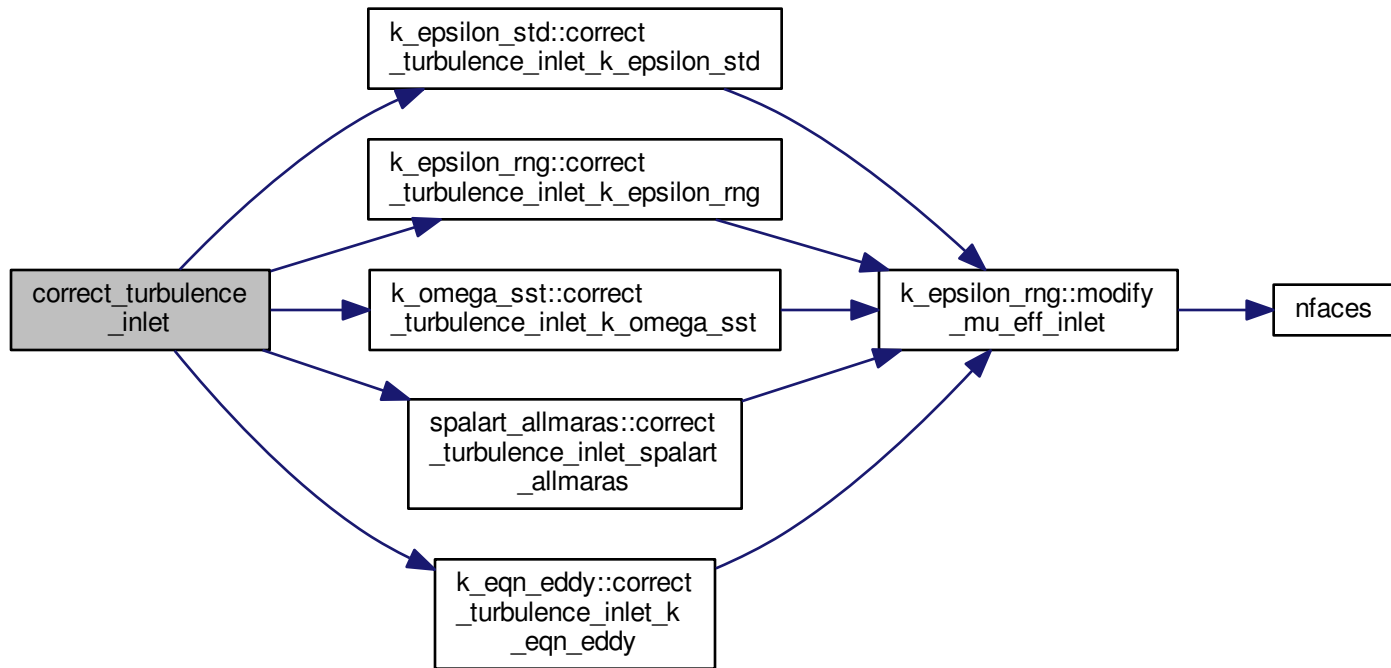 k_epsilon_std::correct
_turbulence_inlet_k_epsilon_std
k_epsilon_rng::correct
_turbulence_inlet_k_epsilon_rng
correct_turbulence
_inlet
k_omega_sst::correct
_turbulence_inlet_k_omega_sst
k_epsilon_rng::modify
_mu_eff_inlet
nfaces
spalart_allmaras::correct
_turbulence_inlet_spalart
_allmaras
k_eqn_eddy::correct
_turbulence_inlet_k
_eqn_eddy